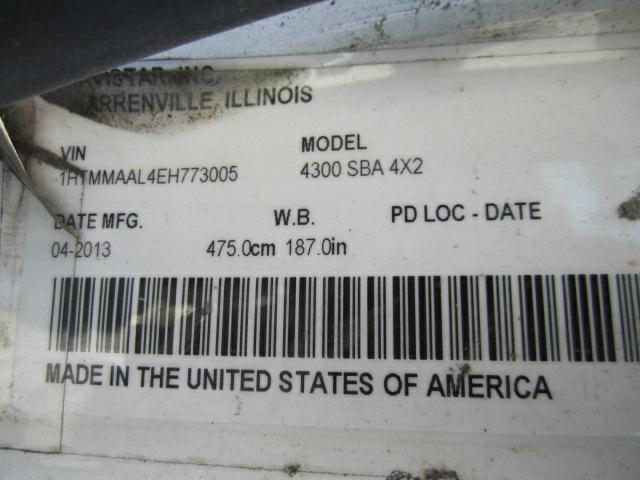 INC.
WARRENVILLE, ILLINOIS
VIN MODEL
1HTMMAAL4EH773005 4300 SBA 4X2
DATE MFG. W.B. PD LOC - DATE
04-2013 475.0cm 187.0in
MADE IN THE UNITED STATES OF AMERICA